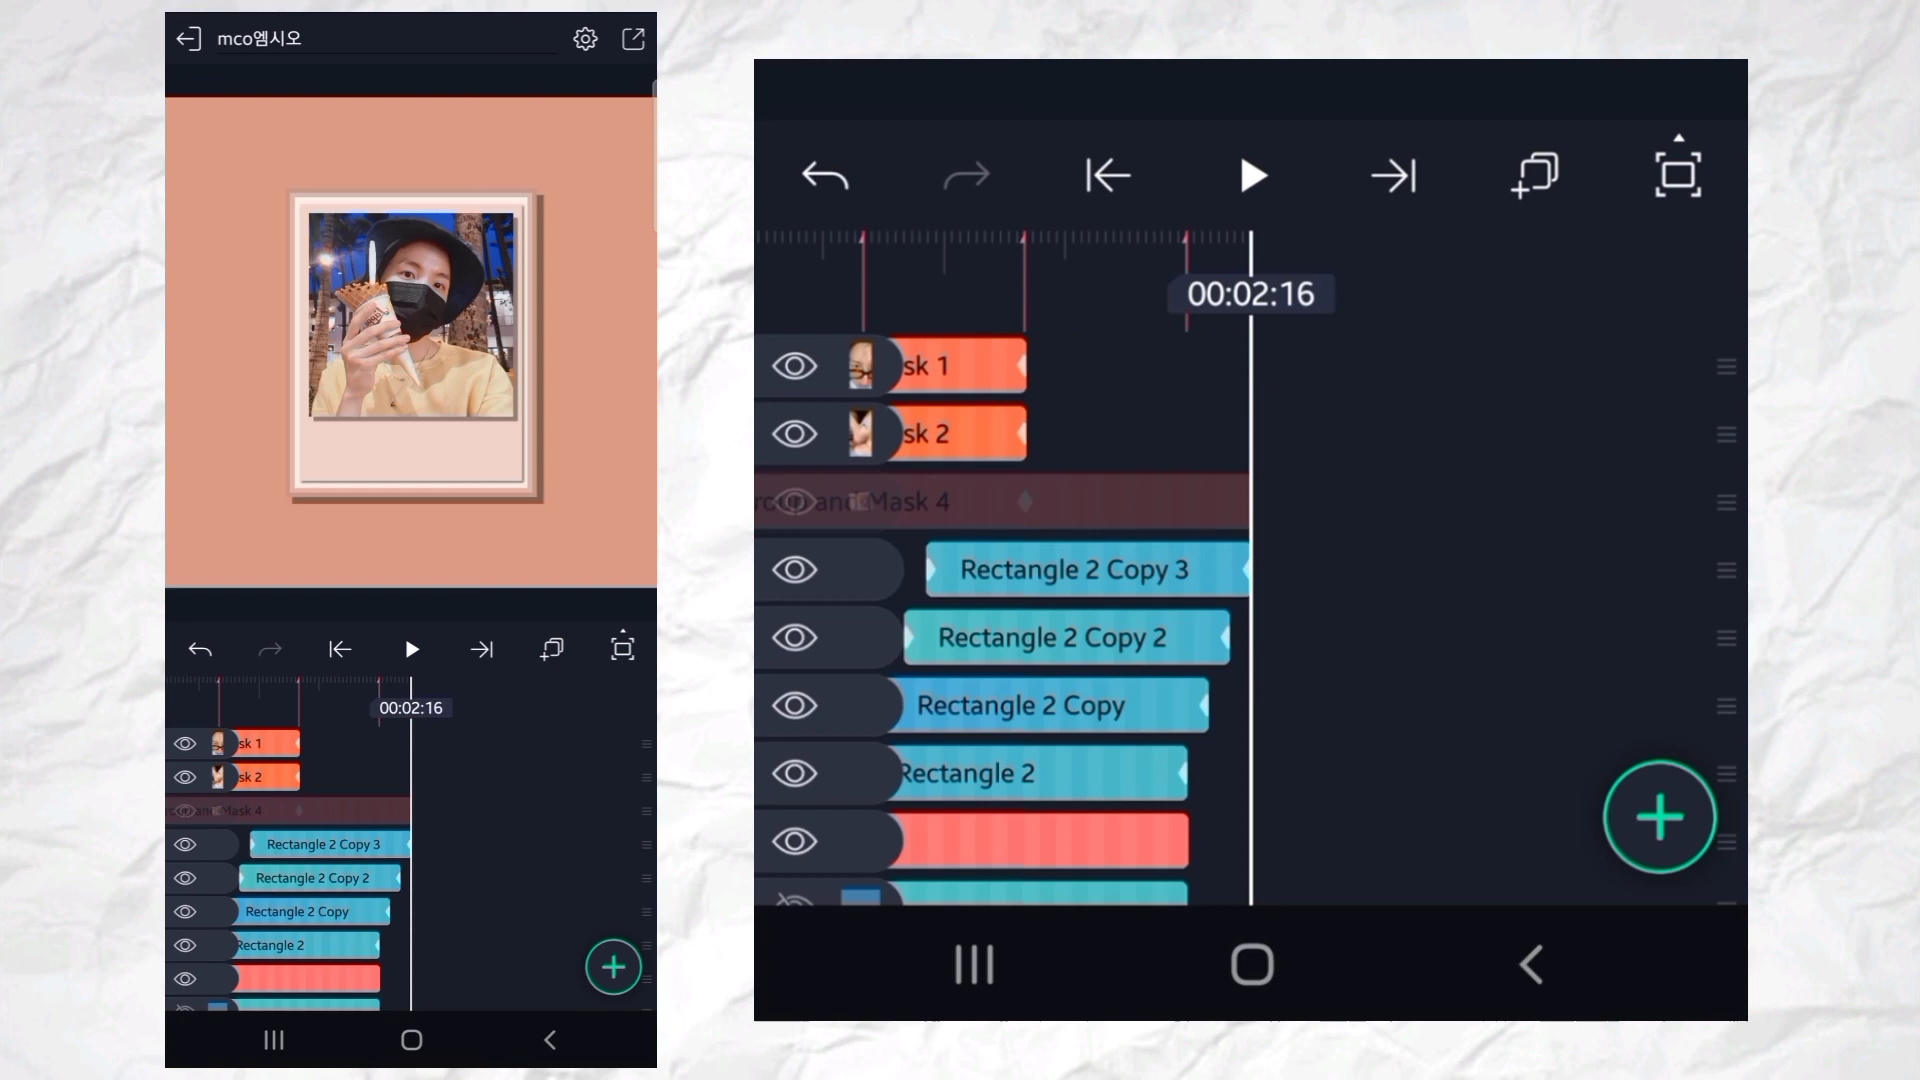 mco엠시오
00:02:16
sk 1
sk 2
Mask 4
Rectangle 2 Copy 3
Rectangle 2 Copy 2
Rectangle 2 Copy
Rectangle 2
00:02:16
sk 1
sk 2
and Mask 4
Rectangle 2 Copy 3
Rectangle 2 Copy 2
Rectangle 2 Copy
Rectangle 2